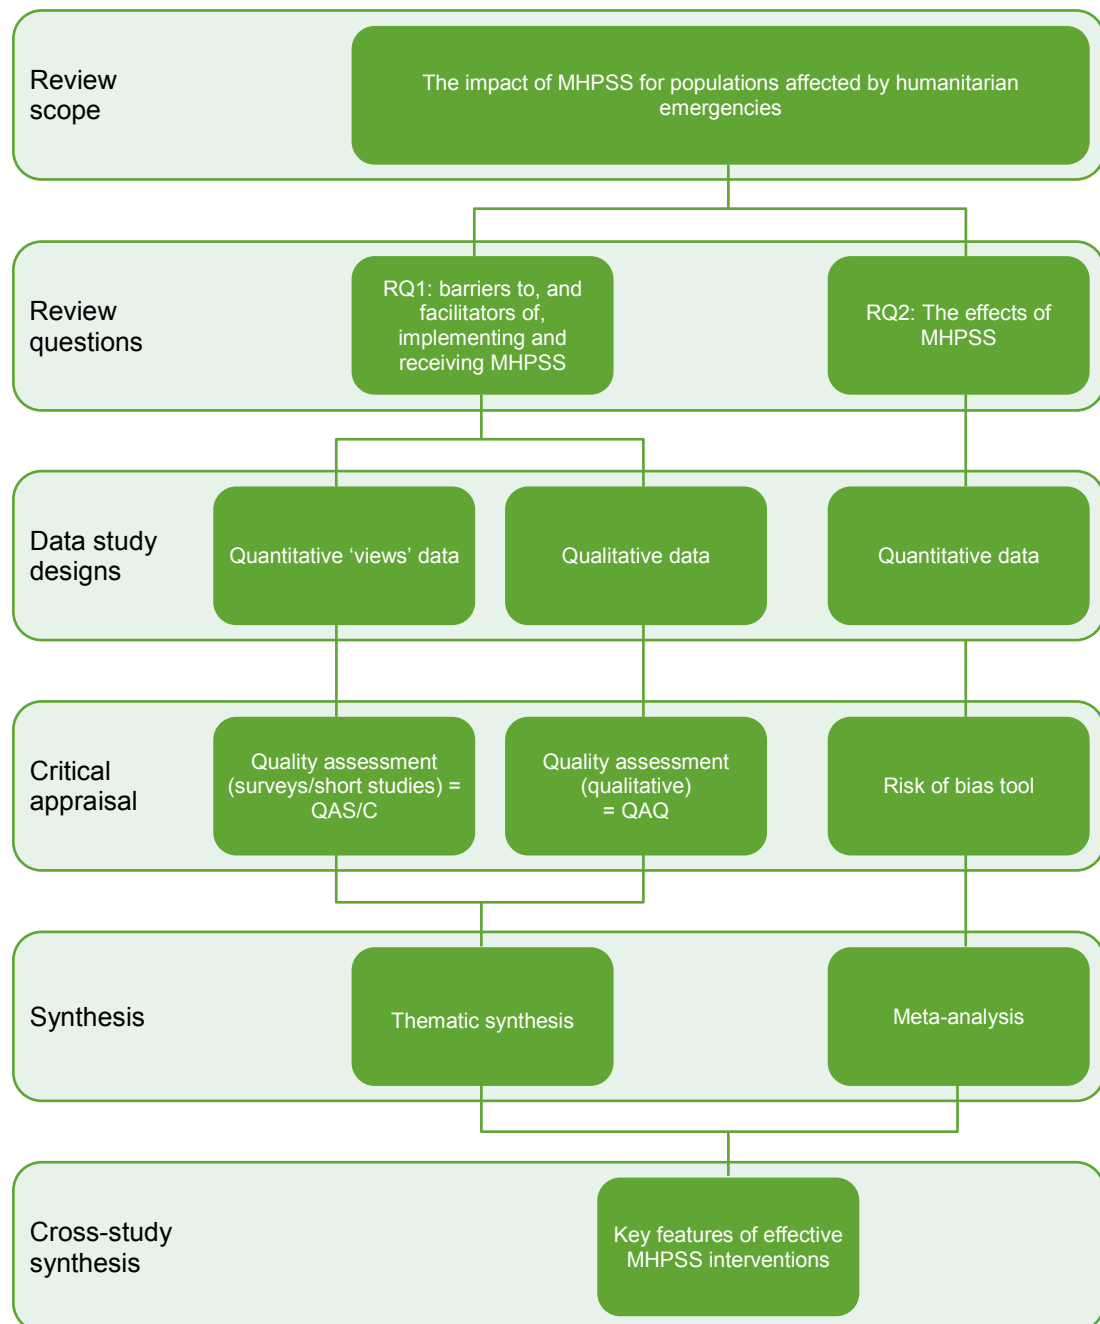 Review
scope
The impact of MHPSS for populations affected by humanitarian
emergencies
Review
questions
RQ1: barriers to, and
facilitators of,
implementing and
receiving MHPSS
RQ2: The effects of
MHPSS
Data study
designs
Quantitative ‘views’ data
Qualitative data
Quantitative data
Critical
appraisal
Quality assessment
(surveys/short studies) =
QAS/C
Quality assessment
(qualitative)
= QAQ
Risk of bias tool
Synthesis
Thematic synthesis
Meta-analysis
Cross-study
synthesis
Key features of effective
MHPSS interventions